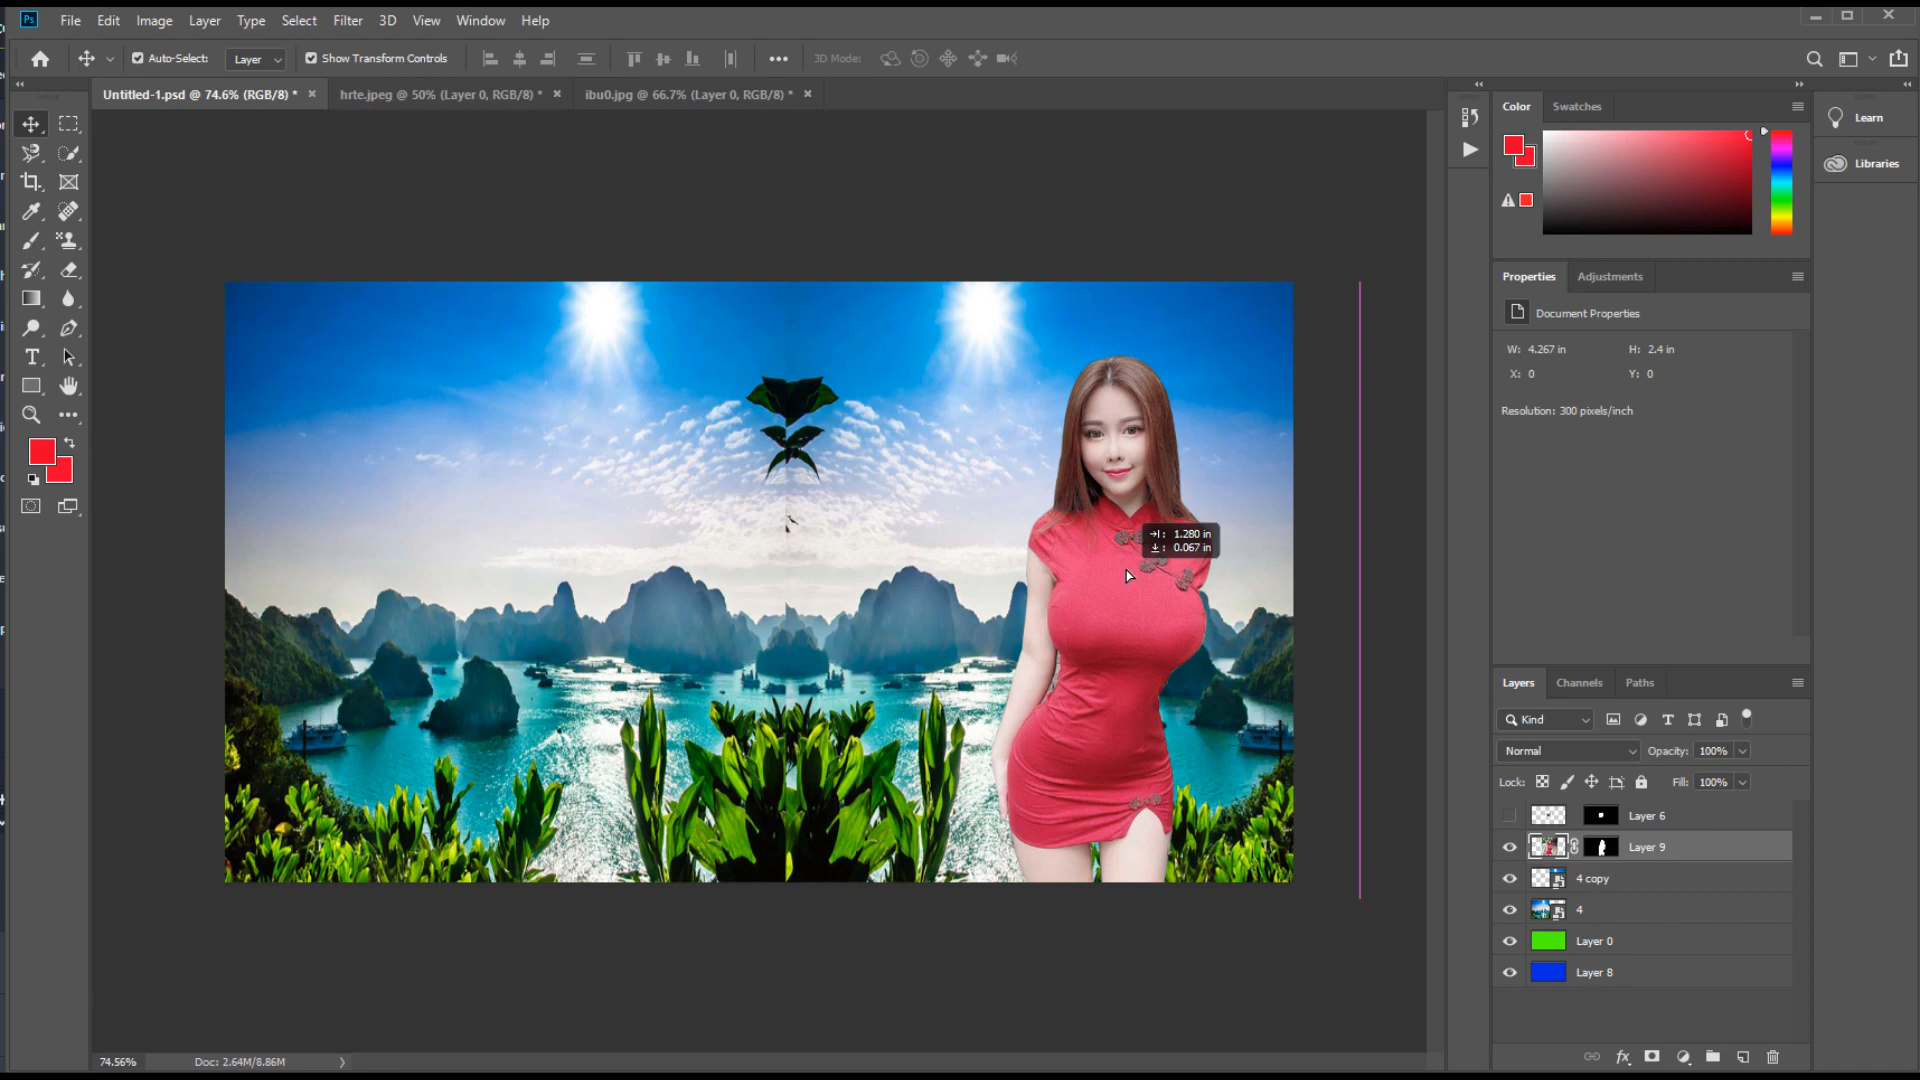 Ps File Edit Image Layer Type Select Filter 3D View Window Help
Auto-Select: Layer Show Transform Controls 3D Mode:
Untitled-1.psd @ 74.6% (RGB/8) * hrte.jpeg @ 50% (Layer 0, RGB/8) * ibu0.jpg @ 66.7% (Layer 0, RGB/8) *
Color Swatches
Learn
Libraries
Properties Adjustments
Document Properties
W: 4.267 in H: 2.4 in
X: 0 Y: 0
Resolution: 300 pixels/inch
1.280 in
0.067 in
Layers Channels Paths
Kind
Normal Opacity: 100%
Lock: Fill: 100%
Layer 6
Layer 9
4 copy
4
Layer 0
Layer 8
fx
74.56% Doc: 2.64M/8.86M